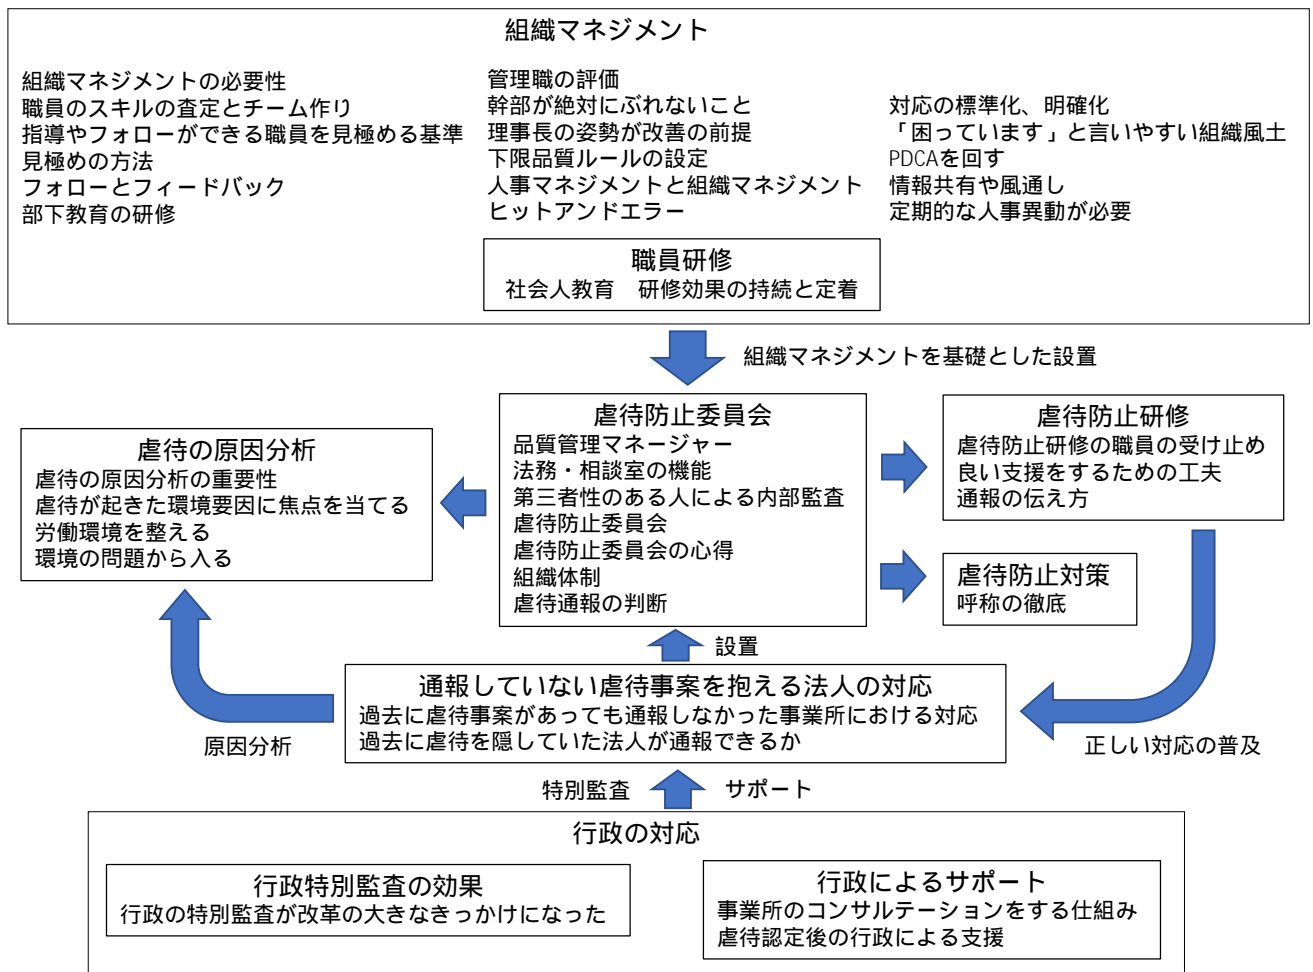 組織マネジメント
組織マネジメントの必要性
職員のスキルの査定とチーム作り
指導やフォローができる職員を見極める基準
見極めの方法
フォローとフィードバック
部下教育の研修
管理職の評価
幹部が絶対にぶれないこと
理事長の姿勢が改善の前提
下限品質ルールの設定
人事マネジメントと組織マネジメント
ヒットアンドエラー
対応の標準化、明確化
「困っています」と言いやすい組織風土
PDCAを回す
情報共有や風通し
定期的な人事異動が必要
職員研修
社会人教育　研修効果の持続と定着
組織マネジメントを基礎とした設置
虐待の原因分析
虐待の原因分析の重要性
虐待が起きた環境要因に焦点を当てる
労働環境を整える
環境の問題から入る
虐待防止委員会
品質管理マネージャー
法務・相談室の機能
第三者性のある人による内部監査
虐待防止委員会
虐待防止委員会の心得
組織体制
虐待通報の判断
虐待防止研修
虐待防止研修の職員の受け止め
良い支援をするための工夫
通報の伝え方
虐待防止対策
呼称の徹底
設置
通報していない虐待事案を抱える法人の対応
過去に虐待事案があっても通報しなかった事業所における対応
過去に虐待を隠していた法人が通報できるか
原因分析
正しい対応の普及
特別監査
サポート
行政の対応
行政特別監査の効果
行政の特別監査が改革の大きなきっかけになった
行政によるサポート
事業所のコンサルテーションをする仕組み
虐待認定後の行政による支援